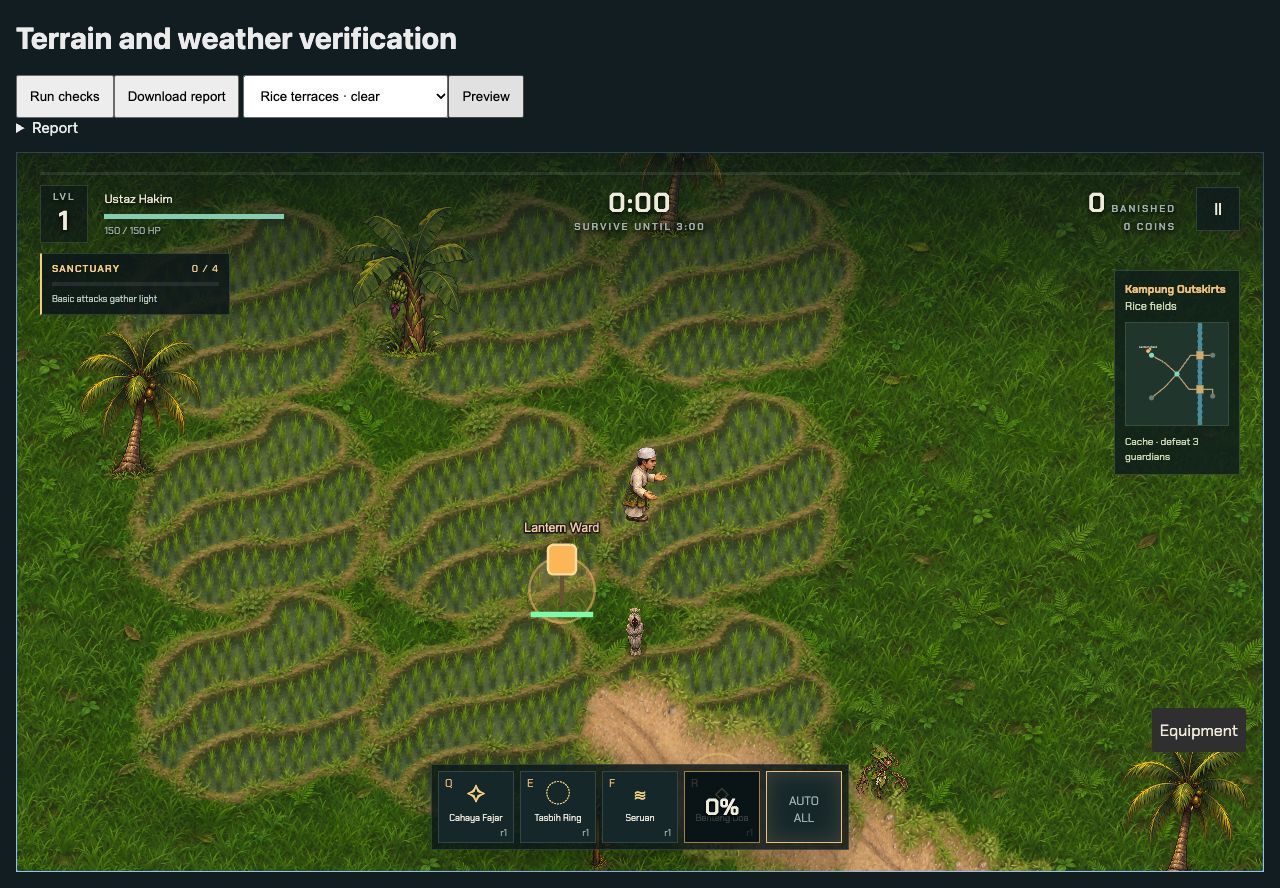 Terrain and weather verification
Run checks
Download report
Rice terraces · clear
Preview
Report
LVL
1
Ustaz Hakim
150 / 150 HP
0:00
SURVIVE UNTIL 3:00
0 BANISHED
0 COINS
SANCTUARY 0 / 4
Basic attacks gather light
Kampung Outskirts
Rice fields
Cache · defeat 3
guardians
Lantern Ward
Equipment
Q
Cahaya Fajar
r1
E
Tasbih Ring
r1
F
Seruan
r1
R
0%
Benteng Doa
r1
AUTO
ALL